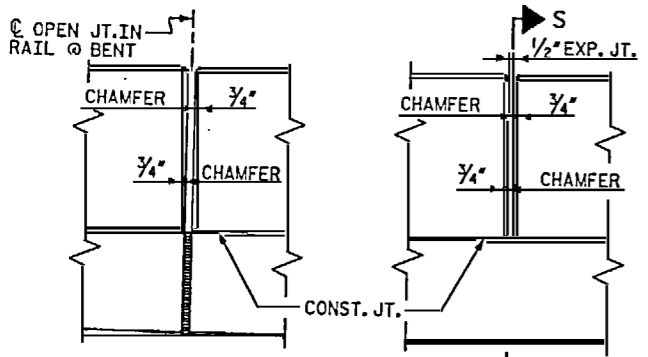 ℄ OPEN JT. IN
RAIL @ BENT
S
1/2" EXP. JT.
CHAMFER 3/4"
CHAMFER 3/4"
3/4" CHAMFER
3/4" CHAMFER
CONST. JT.